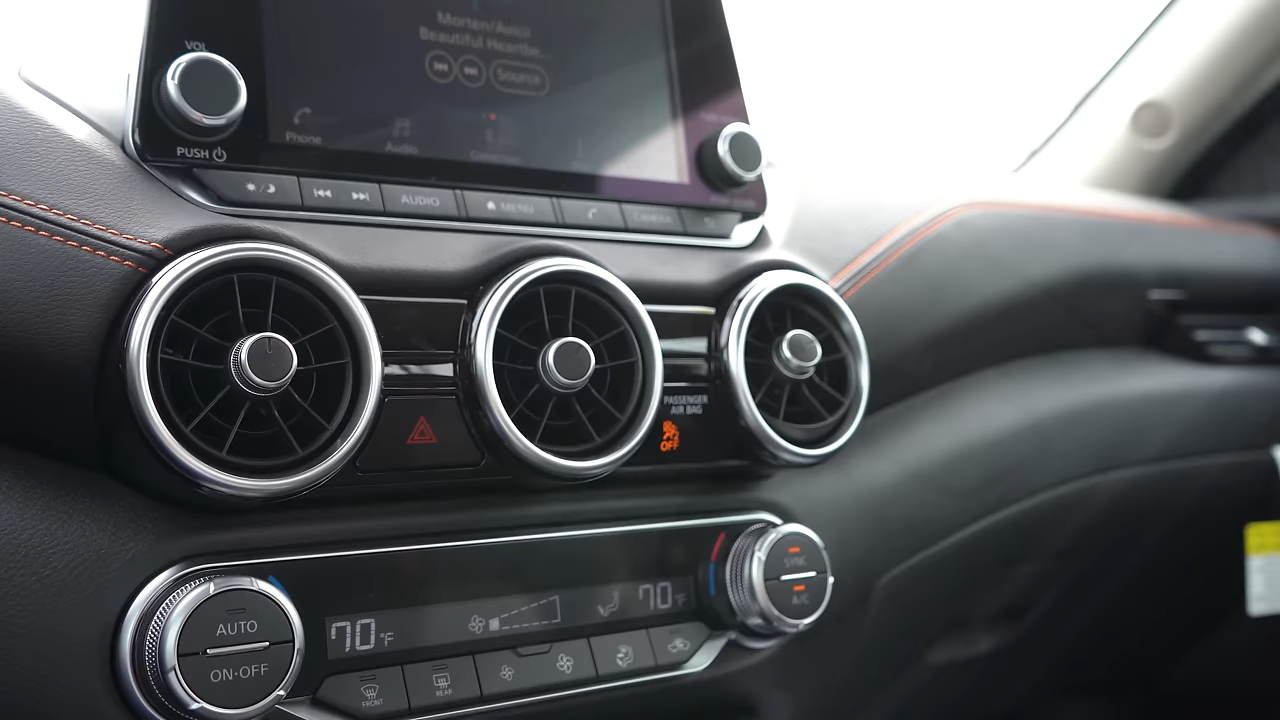 VOL
PUSH
Morten/Avicii
Beautiful Heartbe...
Source
Phone
Audio
AUDIO
MENU
CAMERA
PASSENGER
AIR BAG
OFF
SYNC
A/C
AUTO
ON·OFF
70°F
70°F
FRONT
REAR